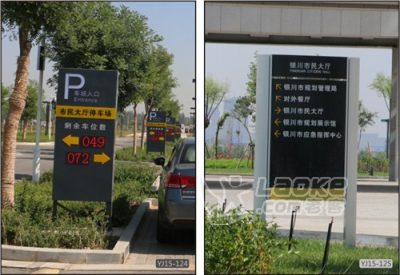 P
车场入口
Entrance
市民大厅停车场
剩余车位数
049
072
YJ15-124
银川市民大厅
YINCHUAN CITIZENS HALL
银川市规划管理局
对外餐厅
银川市民大厅
银川市规划展示馆
银川市应急指挥中心
YJ15-125